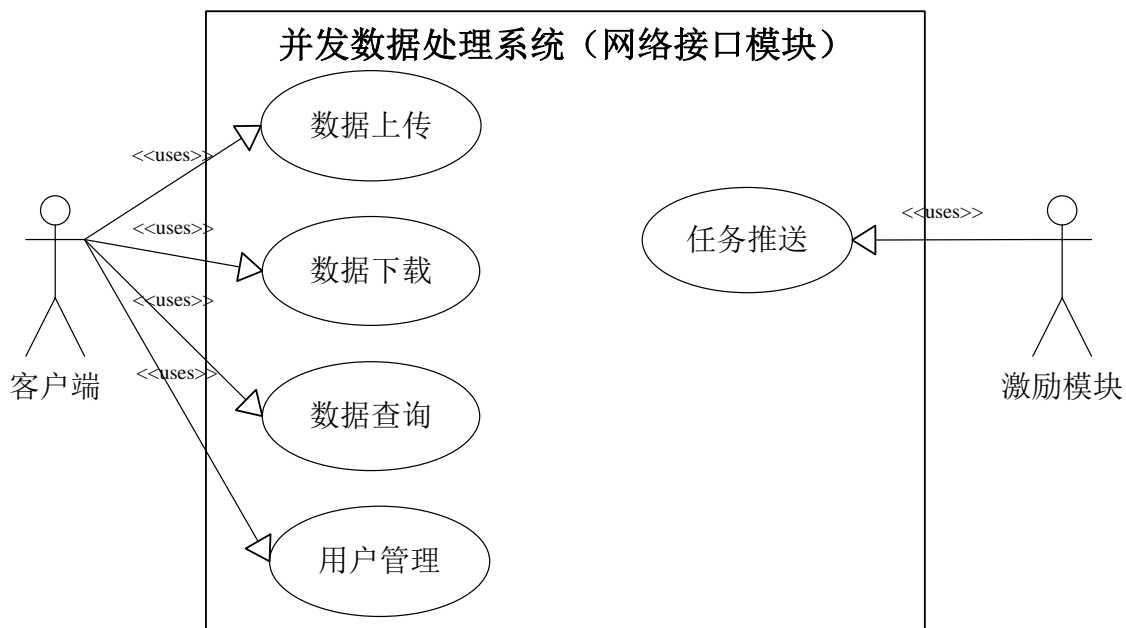 并发数据处理系统（网络接口模块）
数据上传
<<uses>>
<<uses>>
<<uses>>
任务推送
数据下载
<<uses>>
客户端
<<uses>>
数据查询
激励模块
用户管理